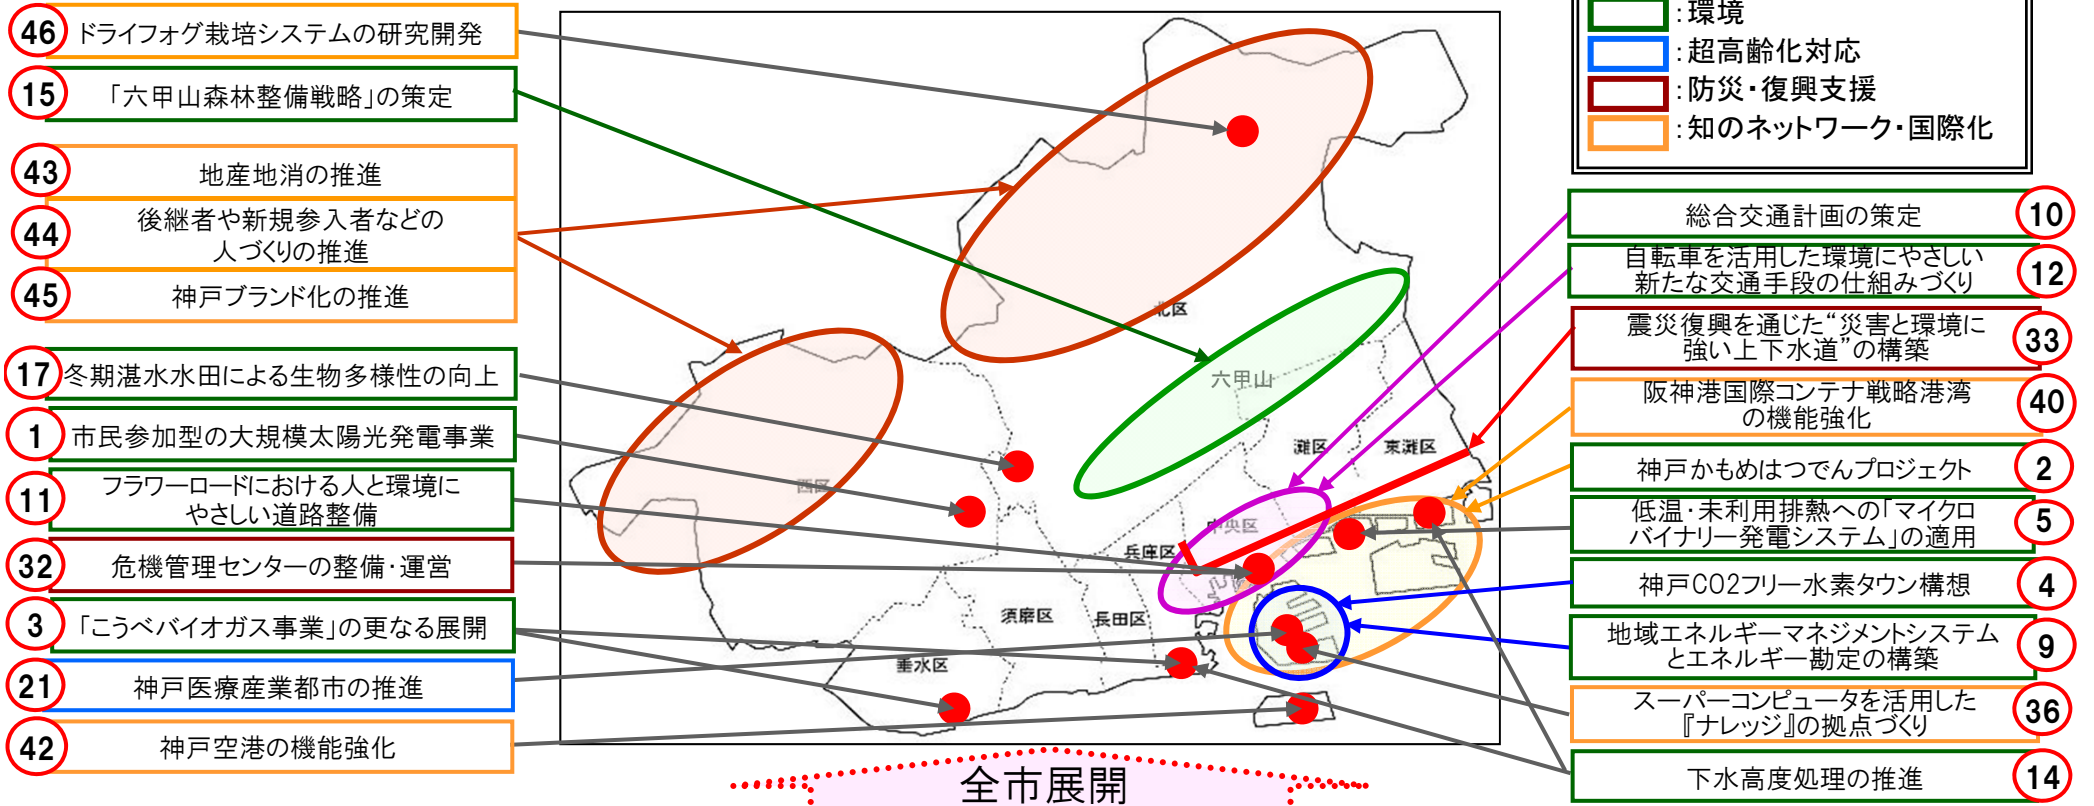 46 ドライフォグ栽培システムの研究開発
15 「六甲山森林整備戦略」の策定
43 地産地消の推進
44 後継者や新規参入者などの
人づくりの推進
45 神戸ブランド化の推進
17 冬期湛水水田による生物多様性の向上
1 市民参加型の大規模太陽光発電事業
11 フラワーロードにおける人と環境に
やさしい道路整備
32 危機管理センターの整備・運営
3 「こうべバイオガス事業」の更なる展開
21 神戸医療産業都市の推進
42 神戸空港の機能強化
北区
六甲山
灘区
東灘区
西区
中央区
兵庫区
須磨区
長田区
垂水区
全市展開
:環境
:超高齢化対応
:防災・復興支援
:知のネットワーク・国際化
総合交通計画の策定 10
自転車を活用した環境にやさしい
新たな交通手段の仕組みづくり 12
震災復興を通じた“災害と環境に
強い上下水道”の構築 33
阪神港国際コンテナ戦略港湾
の機能強化 40
神戸かもめはつでんプロジェクト 2
低温・未利用排熱への「マイクロ
バイナリー発電システム」の適用 5
神戸CO2フリー水素タウン構想 4
地域エネルギーマネジメントシステム
とエネルギー勘定の構築 9
スーパーコンピュータを活用した
『ナレッジ』の拠点づくり 36
下水高度処理の推進 14